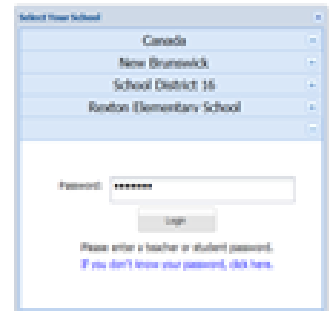 Select Your School
Canada
New Brunswick
School District 16
Rexton Elementary School
Password: •••••••
Login
Please enter a teacher or student password.
If you don't know your password, click here.